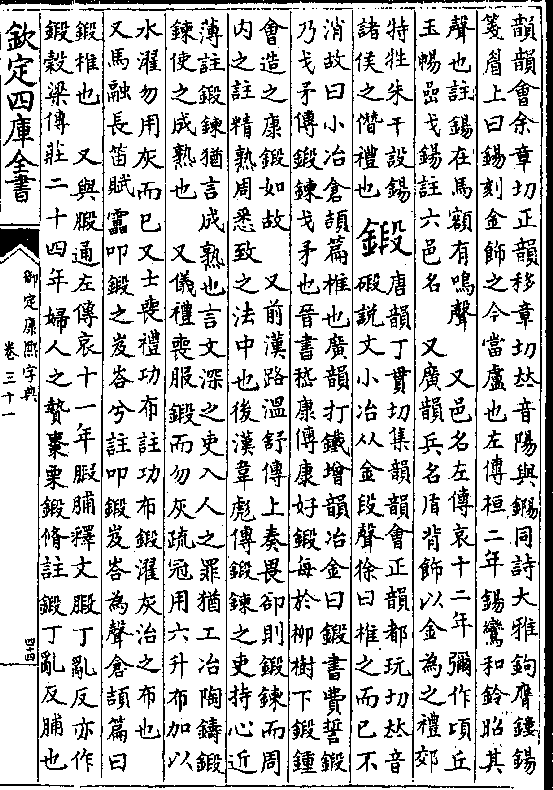 韻韻會余章切正韻移章切𠀤音陽與鐊同詩大雅鉤膺鏤鍚
箋眉上曰鍚刻金飾之今當盧也左傳桓二年鍚鸞和鈴昭其
聲也註鍚在馬額有鳴聲 又邑名左傳哀十二年彌作頃丘
玉暢嵒戈鍚註六邑名 又廣韻兵名盾背飾以金為之禮郊
特牲朱干設鍚
諸侯之僭禮也 鍛 唐韻丁貫切集韻韻會正韻都玩切𠀤音
碫說文小冶从金段聲徐曰椎之而已不
消故曰小冶倉頡篇椎也廣韻打鐵增韻冶金曰鍛書費誓鍛
乃戈矛傳鍛鍊戈矛也晉書嵇康傳康好鍛每於柳樹下鍛鍾
會造之康鍛如故 又前漢路溫舒傳上奏畏卻則鍛鍊而周
內之註精熟周悉致之法中也後漢韋彪傳鍛鍊之吏持心近
薄註鍛鍊猶言成熟也言文深之吏入人之罪猶工冶陶鑄鍛
鍊使之成熟也 又儀禮喪服鍛而勿灰疏冠用六升布加以
水濯勿用灰而已又士喪禮功布註功布鍛濯灰治之布也
又馬融長笛賦靁叩鍛之岌峇兮註叩鍛岌峇為聲倉頡篇曰
鍛椎也 又與腶通左傳哀十一年腶脯釋文腶丁亂反亦作
鍛穀梁傳莊二十四年婦人之贄棗栗鍛脩註鍛丁亂反脯也
欽定四庫全書
御定康熙字典
卷三十一
四十四